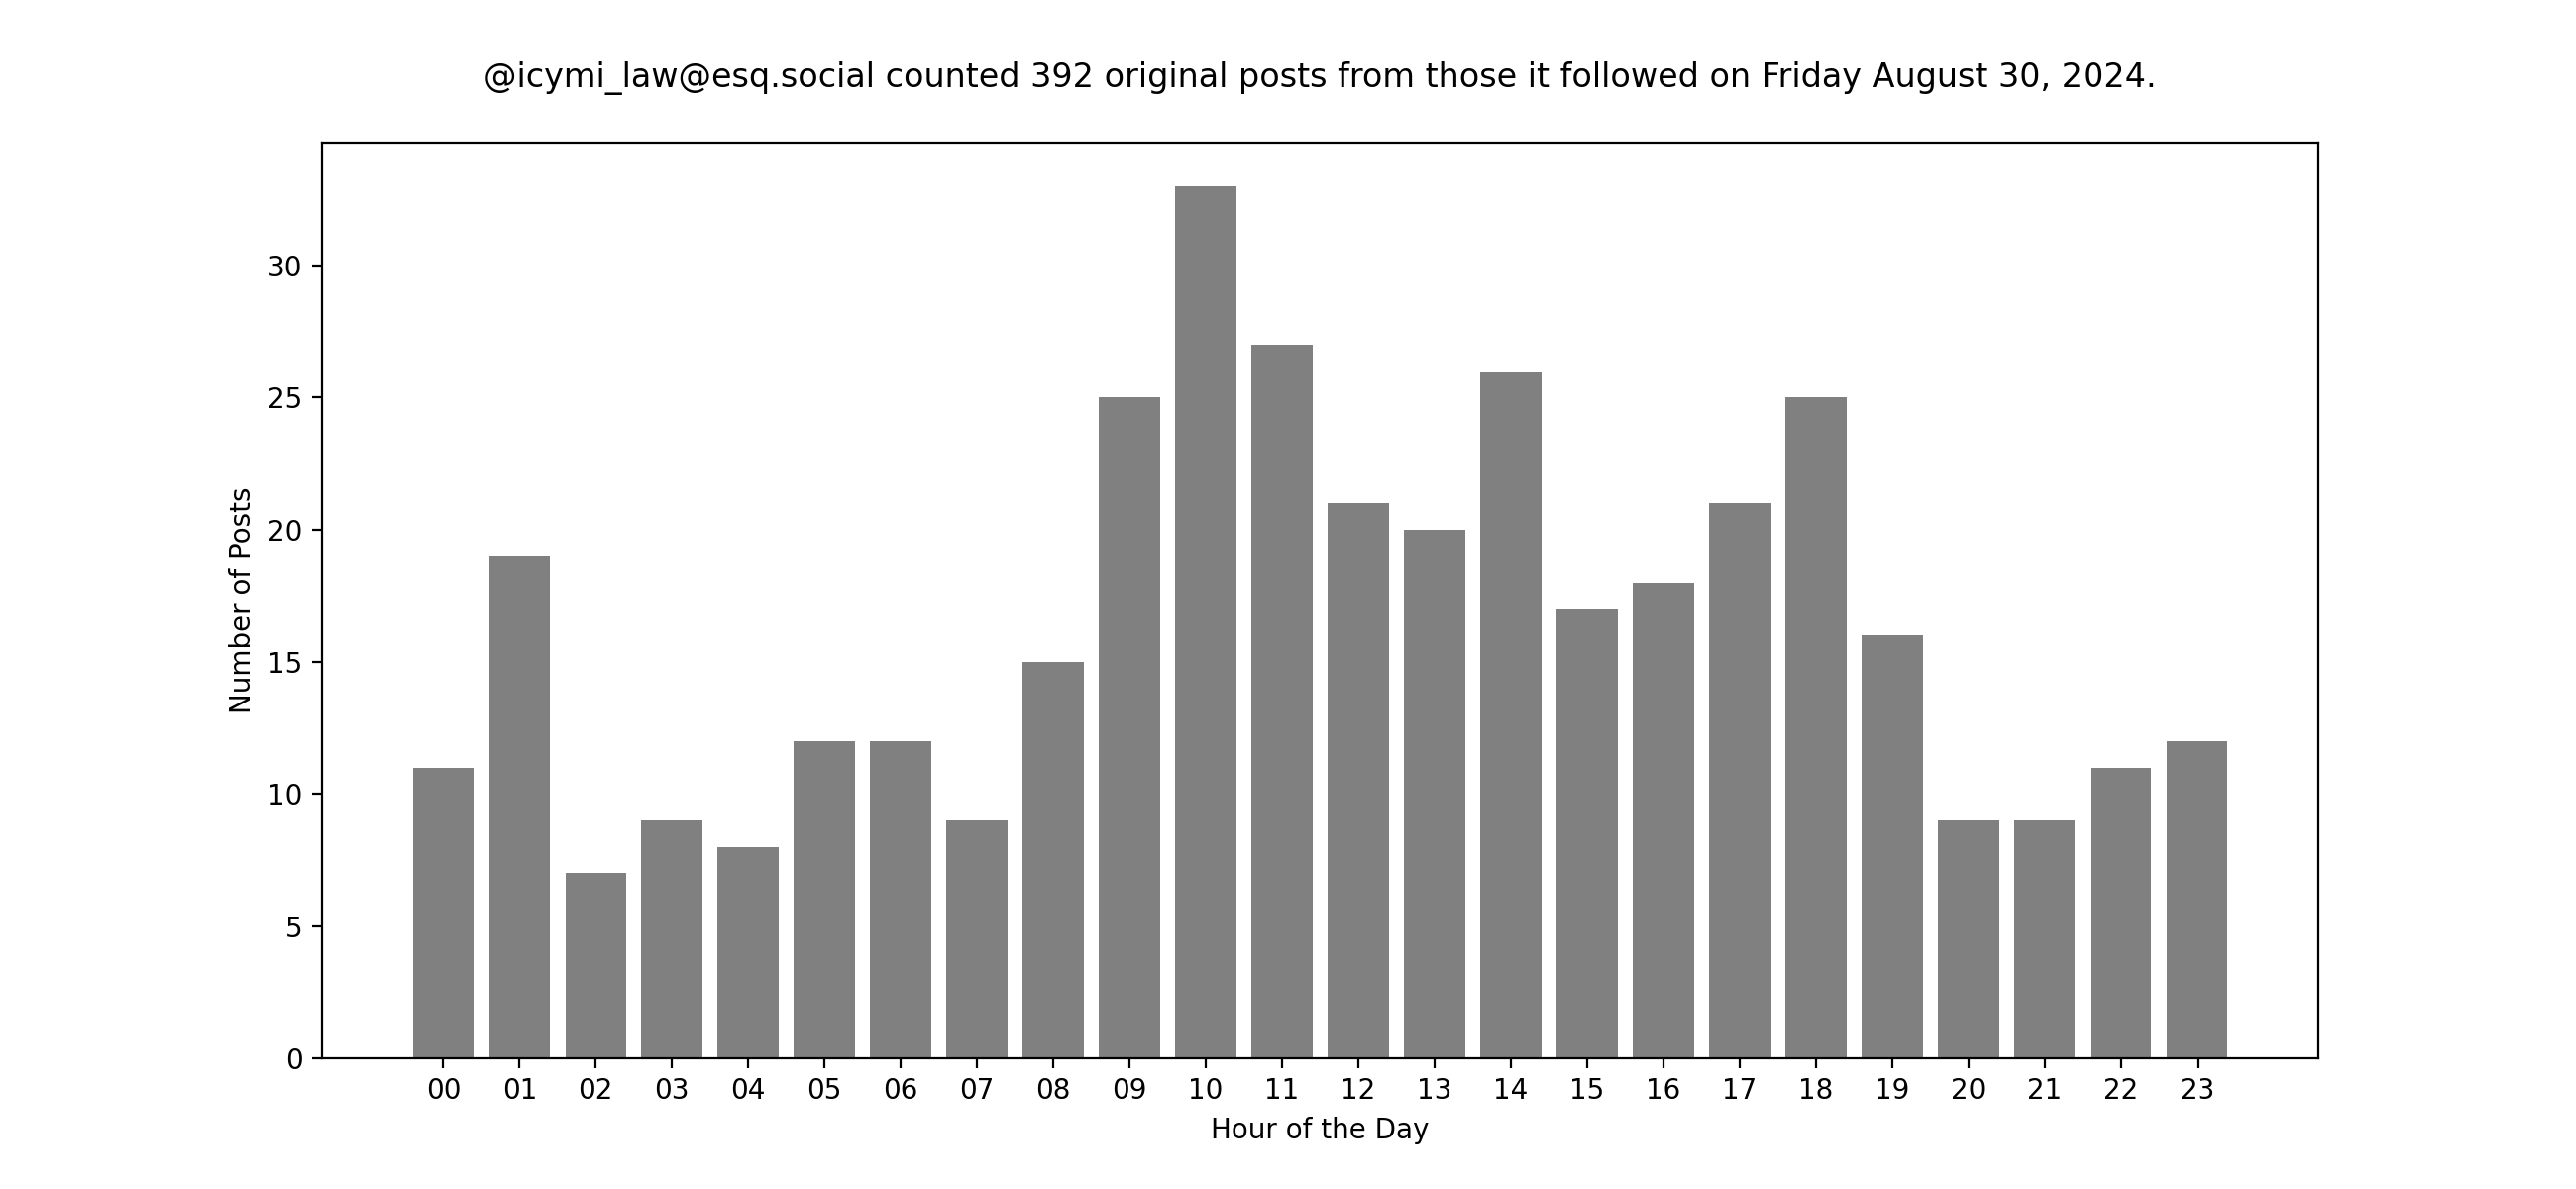 @icymi_law@esq.social counted 392 original posts from those it followed on Friday August 30, 2024.
30
25
20
15
10
5
0
Number of Posts
00 01 02 03 04 05 06 07 08 09 10 11 12 13 14 15 16 17 18 19 20 21 22 23
Hour of the Day